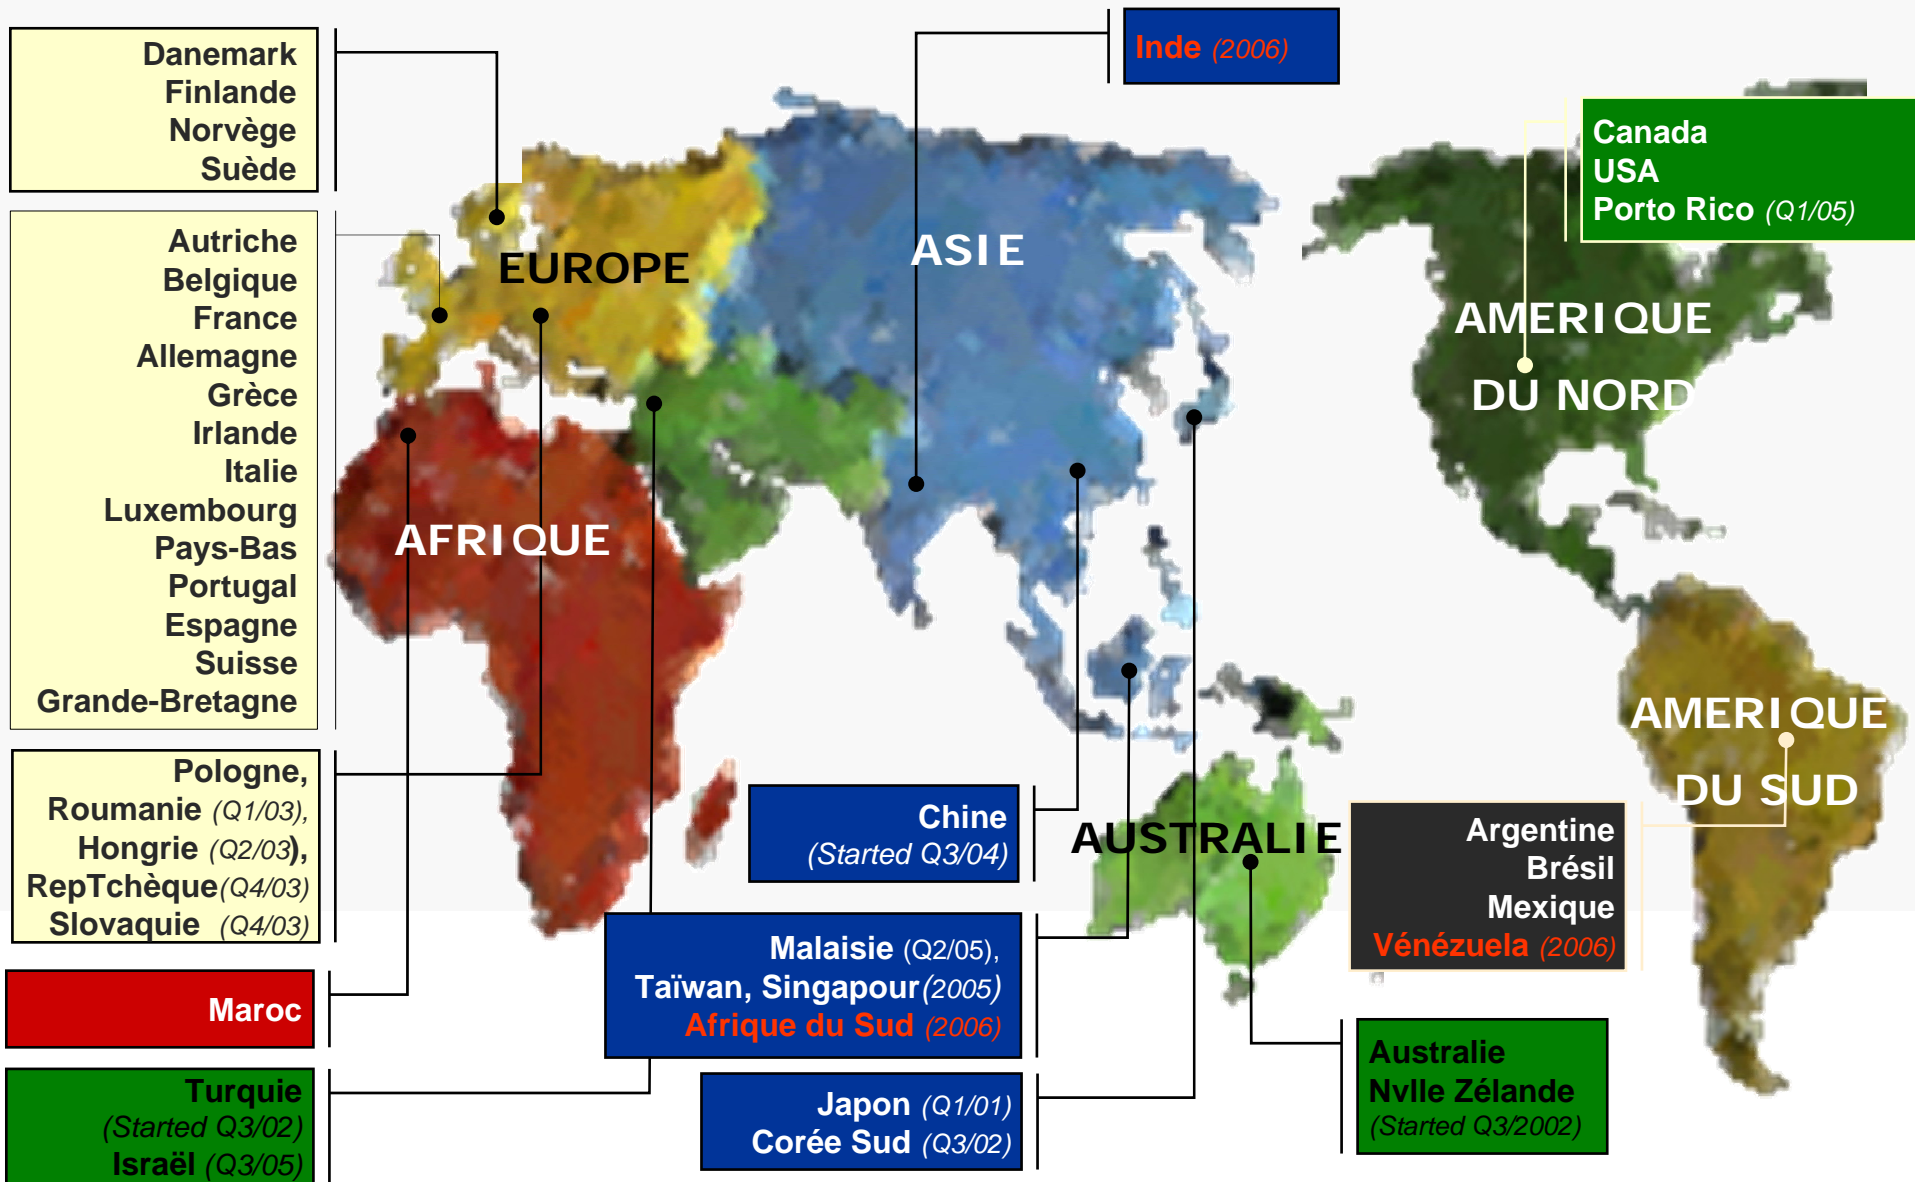 Danemark
Finlande
Norvège
Suède
Inde (2006)
Canada
USA
Porto Rico (Q1/05)
Autriche
Belgique
France
Allemagne
Grèce
Irlande
Italie
Luxembourg
Pays-Bas
Portugal
Espagne
Suisse
Grande-Bretagne
EUROPE
ASIE
AMERIQUE
DU NORD
AFRIQUE
AMERIQUE
DU SUD
AUSTRALIE
Pologne,
Roumanie (Q1/03),
Hongrie (Q2/03),
RepTchèque(Q4/03)
Slovaquie (Q4/03)
Chine
(Started Q3/04)
Argentine
Brésil
Mexique
Vénézuela (2006)
Maroc
Malaisie (Q2/05),
Taïwan, Singapour(2005)
Afrique du Sud (2006)
Turquie
(Started Q3/02)
Israël (Q3/05)
Japon (Q1/01)
Corée Sud (Q3/02)
Australie
Nvlle Zélande
(Started Q3/2002)